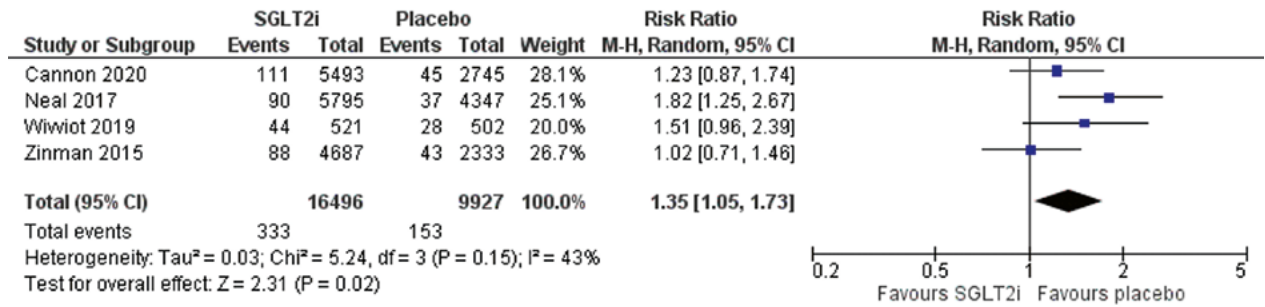 SGLT2i Placebo Risk Ratio Risk Ratio
Study or Subgroup Events Total Events Total Weight M-H, Random, 95% CI M-H, Random, 95% CI
Cannon 2020 111 5493 45 2745 28.1% 1.23 [0.87, 1.74]
Neal 2017 90 5795 37 4347 25.1% 1.82 [1.25, 2.67]
Wiwiot 2019 44 521 28 502 20.0% 1.51 [0.96, 2.39]
Zinman 2015 88 4687 43 2333 26.7% 1.02 [0.71, 1.46]
Total (95% CI) 16496 9927 100.0% 1.35 [1.05, 1.73]
Total events 333 153
Heterogeneity: Tau² = 0.03; Chi² = 5.24, df = 3 (P = 0.15); I² = 43%
Test for overall effect: Z = 2.31 (P = 0.02)
0.2 0.5 1 2 5
Favours SGLT2i Favours placebo